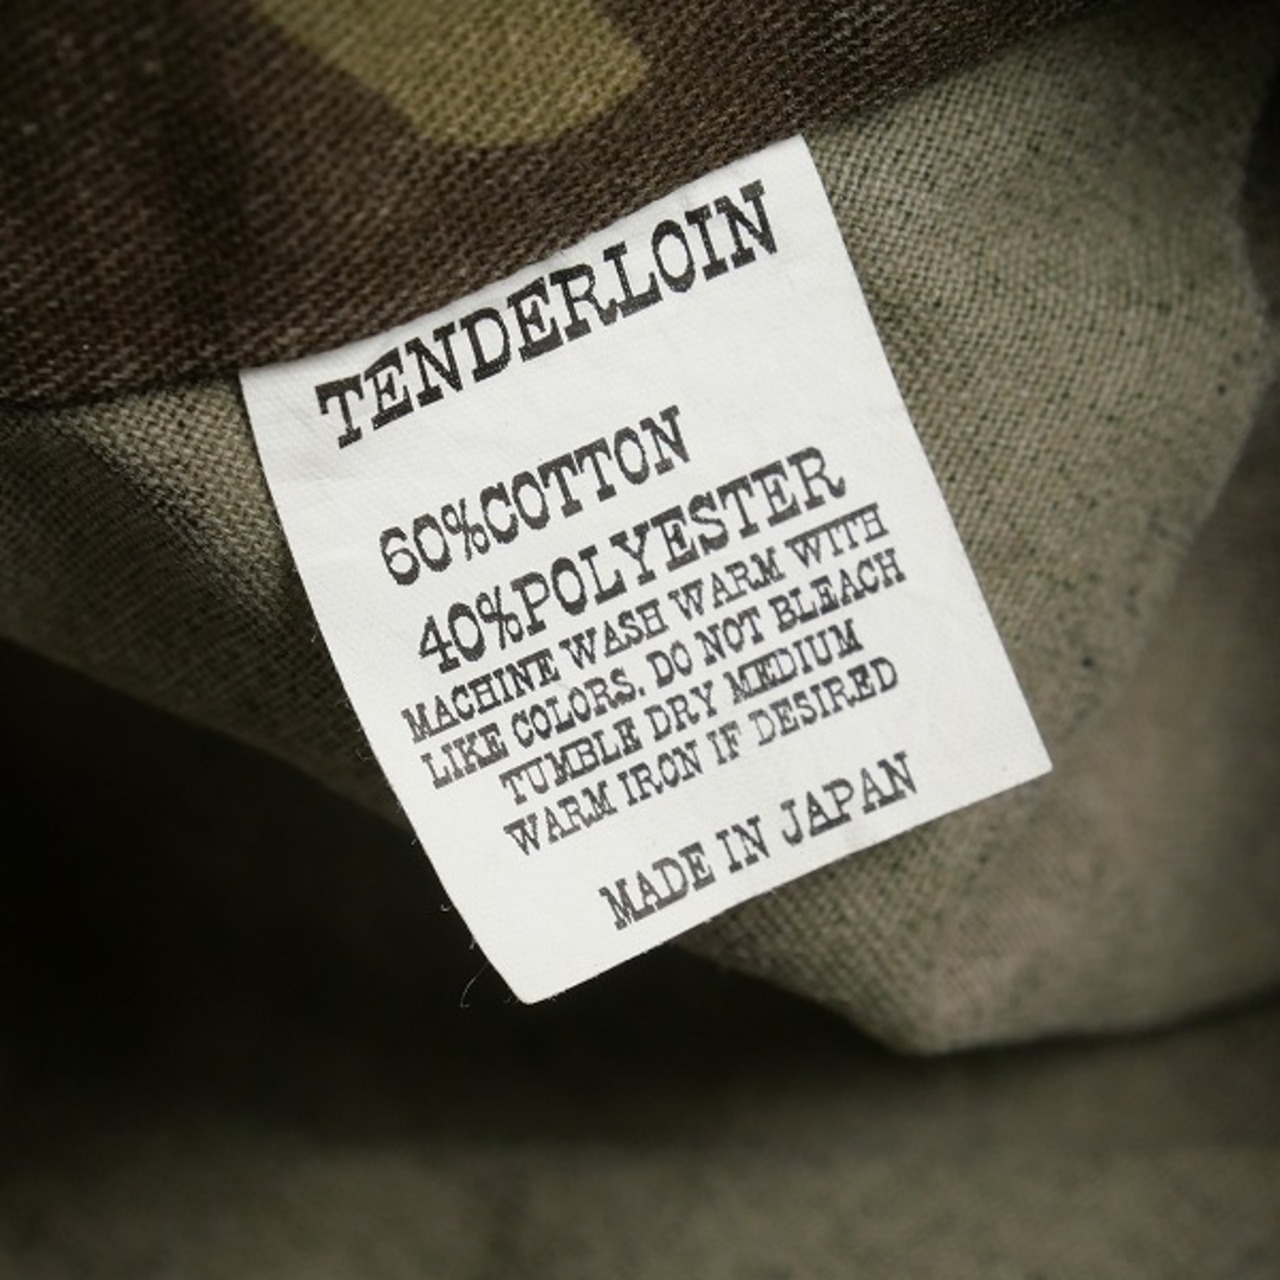 TENDERLOIN
60%COTTON
40%POLYESTER
MACHINE WASH WARM WITH
LIKE COLORS. DO NOT BLEACH
TUMBLE DRY MEDIUM
WARM IRON IF DESIRED
MADE IN JAPAN